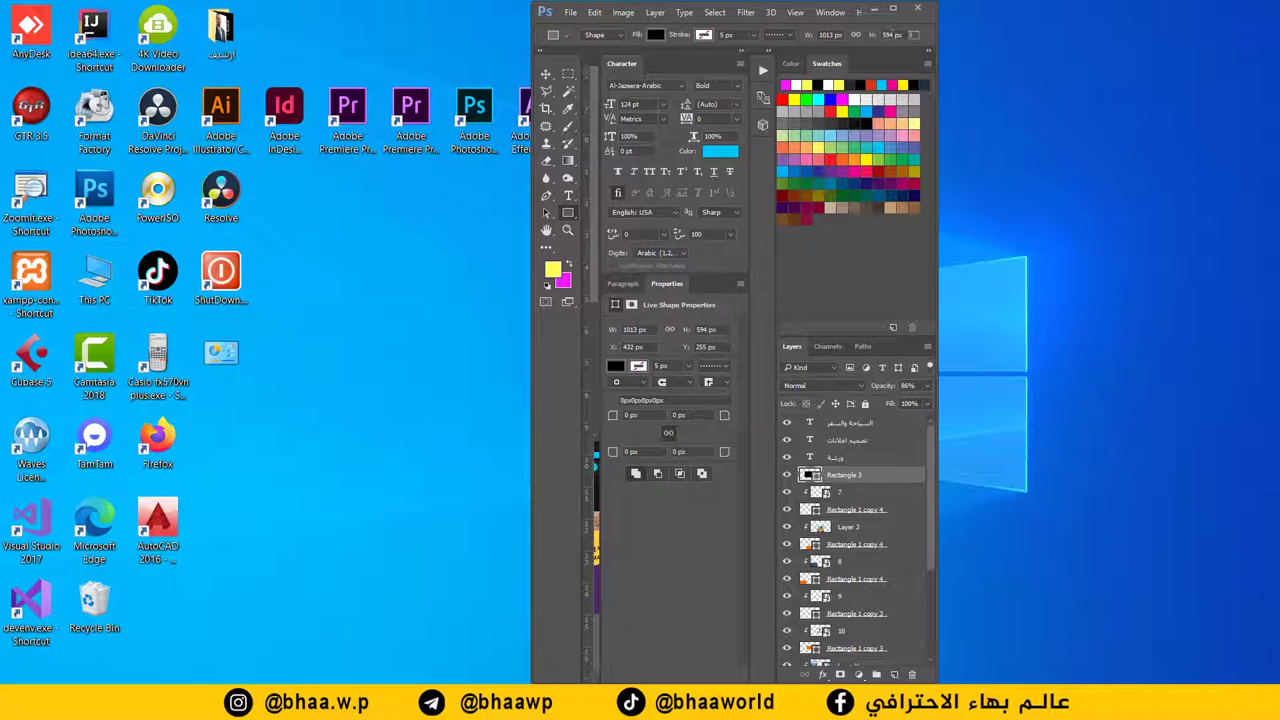 AnyDesk
idea64.exe -
Shortcut
4K Video
Downloader
ارشيف
GTR 3.5
Format
Factory
DaVinci
Resolve Proj...
Adobe
Illustrator C...
Adobe
InDesi...
Adobe
Premiere Pr...
Adobe
Premiere Pr...
Adobe
Photosho...
ZoomIt.exe -
Shortcut
Adobe
Photosho...
PowerISO
Resolve
xampp-con...
- Shortcut
This PC
TikTok
ShutDown...
Cubase 5
Camtasia
2018
Casio fx570vn
plus.exe - S...
Waves
Licen...
TamTam
Firefox
Visual Studio
2017
Microsoft
Edge
AutoCAD
2016 - ...
devenv.exe -
Shortcut
Recycle Bin
Ps File Edit Image Layer Type Select Filter 3D View Window H
Shape Fill: Stroke: 5 px W: 1013 px H: 594 px
Character
Al-Jazeera-Arabic Bold
124 pt (Auto)
Metrics 0
100% 100%
0 pt Color:
English: USA Sharp
0 100
Digits: Arabic (1,2,...
Paragraph Properties
Live Shape Properties
W: 1013 px H: 594 px
X: 432 px Y: 255 px
5 px
0px0px0px0px
0 px 0 px
0 px 0 px
Color Swatches
Layers Channels Paths
Kind
Normal Opacity: 86%
Lock: Fill: 100%
السياحة والسفر
تصميم اعلانات
ورشة
Rectangle 3
7
Rectangle 1 copy 4
Layer 2
Rectangle 1 copy 4
8
Rectangle 1 copy 4
9
Rectangle 1 copy 3
10
Rectangle 1 copy 3
@bhaa.w.p @bhaawp @bhaaworld عالم بهاء الاحترافي